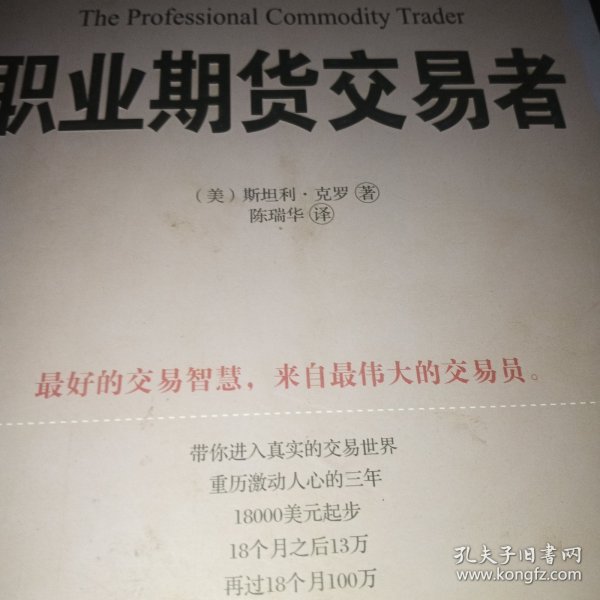 The Professional Commodity Trader
职业期货交易者
（美）斯坦利·克罗 著
陈瑞华 译
最好的交易智慧，来自最伟大的交易员。
带你进入真实的交易世界
重历激动人心的三年
18000美元起步
18个月之后13万
再过18个月100万
孔夫子旧书网
www.kongfz.com